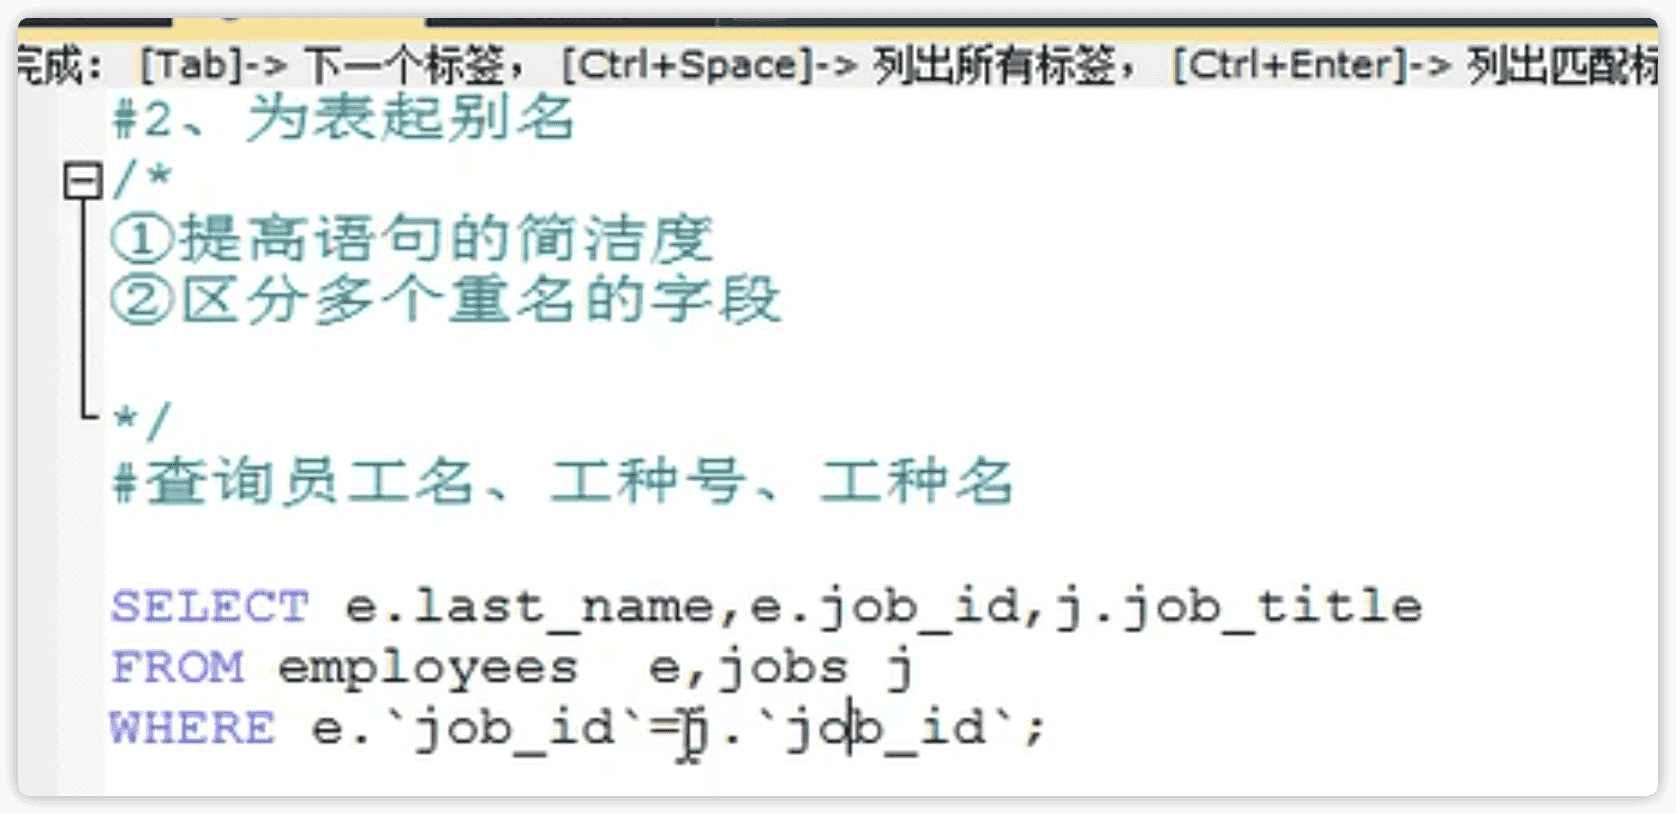 完成： [Tab]-> 下一个标签， [Ctrl+Space]-> 列出所有标签， [Ctrl+Enter]-> 列出匹配标
#2、为表起别名
/*
①提高语句的简洁度
②区分多个重名的字段
*/
#查询员工名、工种号、工种名
SELECT e.last_name,e.job_id,j.job_title
FROM employees  e,jobs j
WHERE e.`job_id`=j.`job_id`;